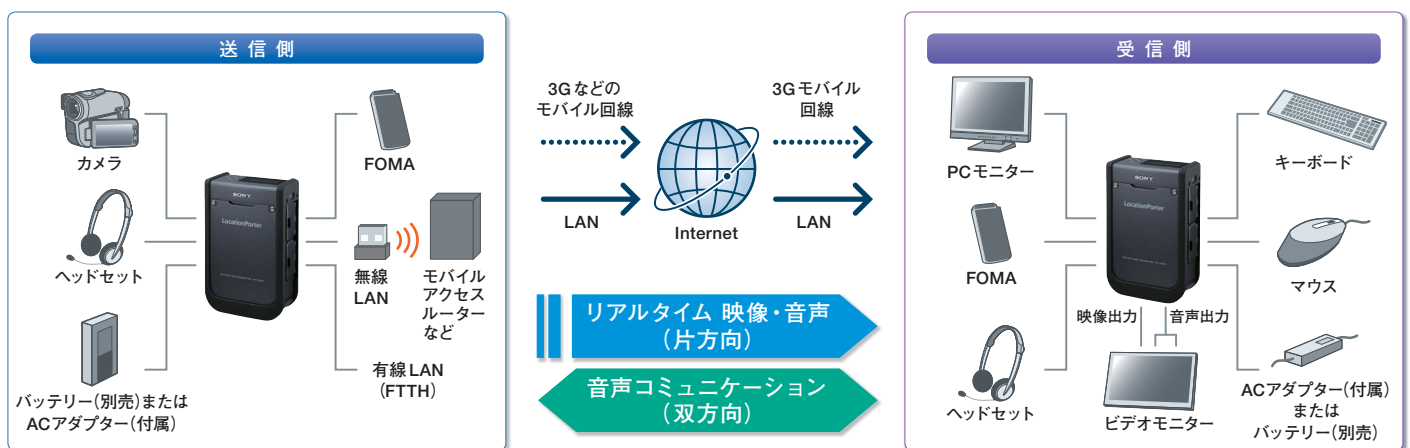 送信側
カメラ
FOMA
SONY
LocationPorter
ヘッドセット
無線
LAN
モバイル
アクセス
ルーター
など
バッテリー(別売)または
ACアダプター(付属)
有線LAN
(FTTH)
3Gなどの
モバイル回線
3Gモバイル
回線
LAN
Internet
LAN
リアルタイム 映像・音声
(片方向)
音声コミュニケーション
(双方向)
受信側
PCモニター
キーボード
SONY
LocationPorter
FOMA
マウス
映像出力
音声出力
ヘッドセット
ビデオモニター
ACアダプター(付属)
または
バッテリー(別売)